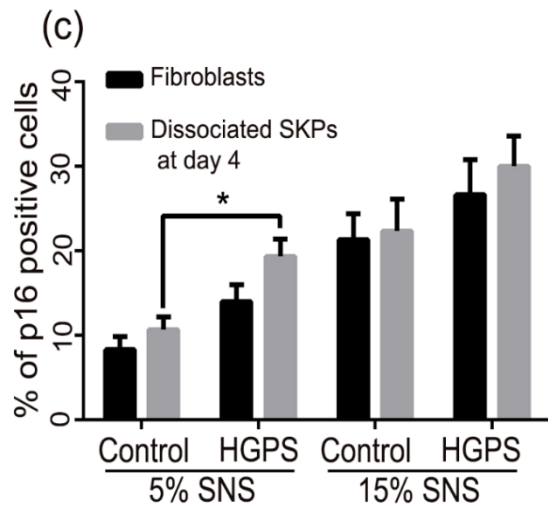 (c)
% of p16 positive cells
40
30
20
10
0
Fibroblasts
Dissociated SKPs
at day 4
*
Control HGPS Control HGPS
5% SNS 15% SNS